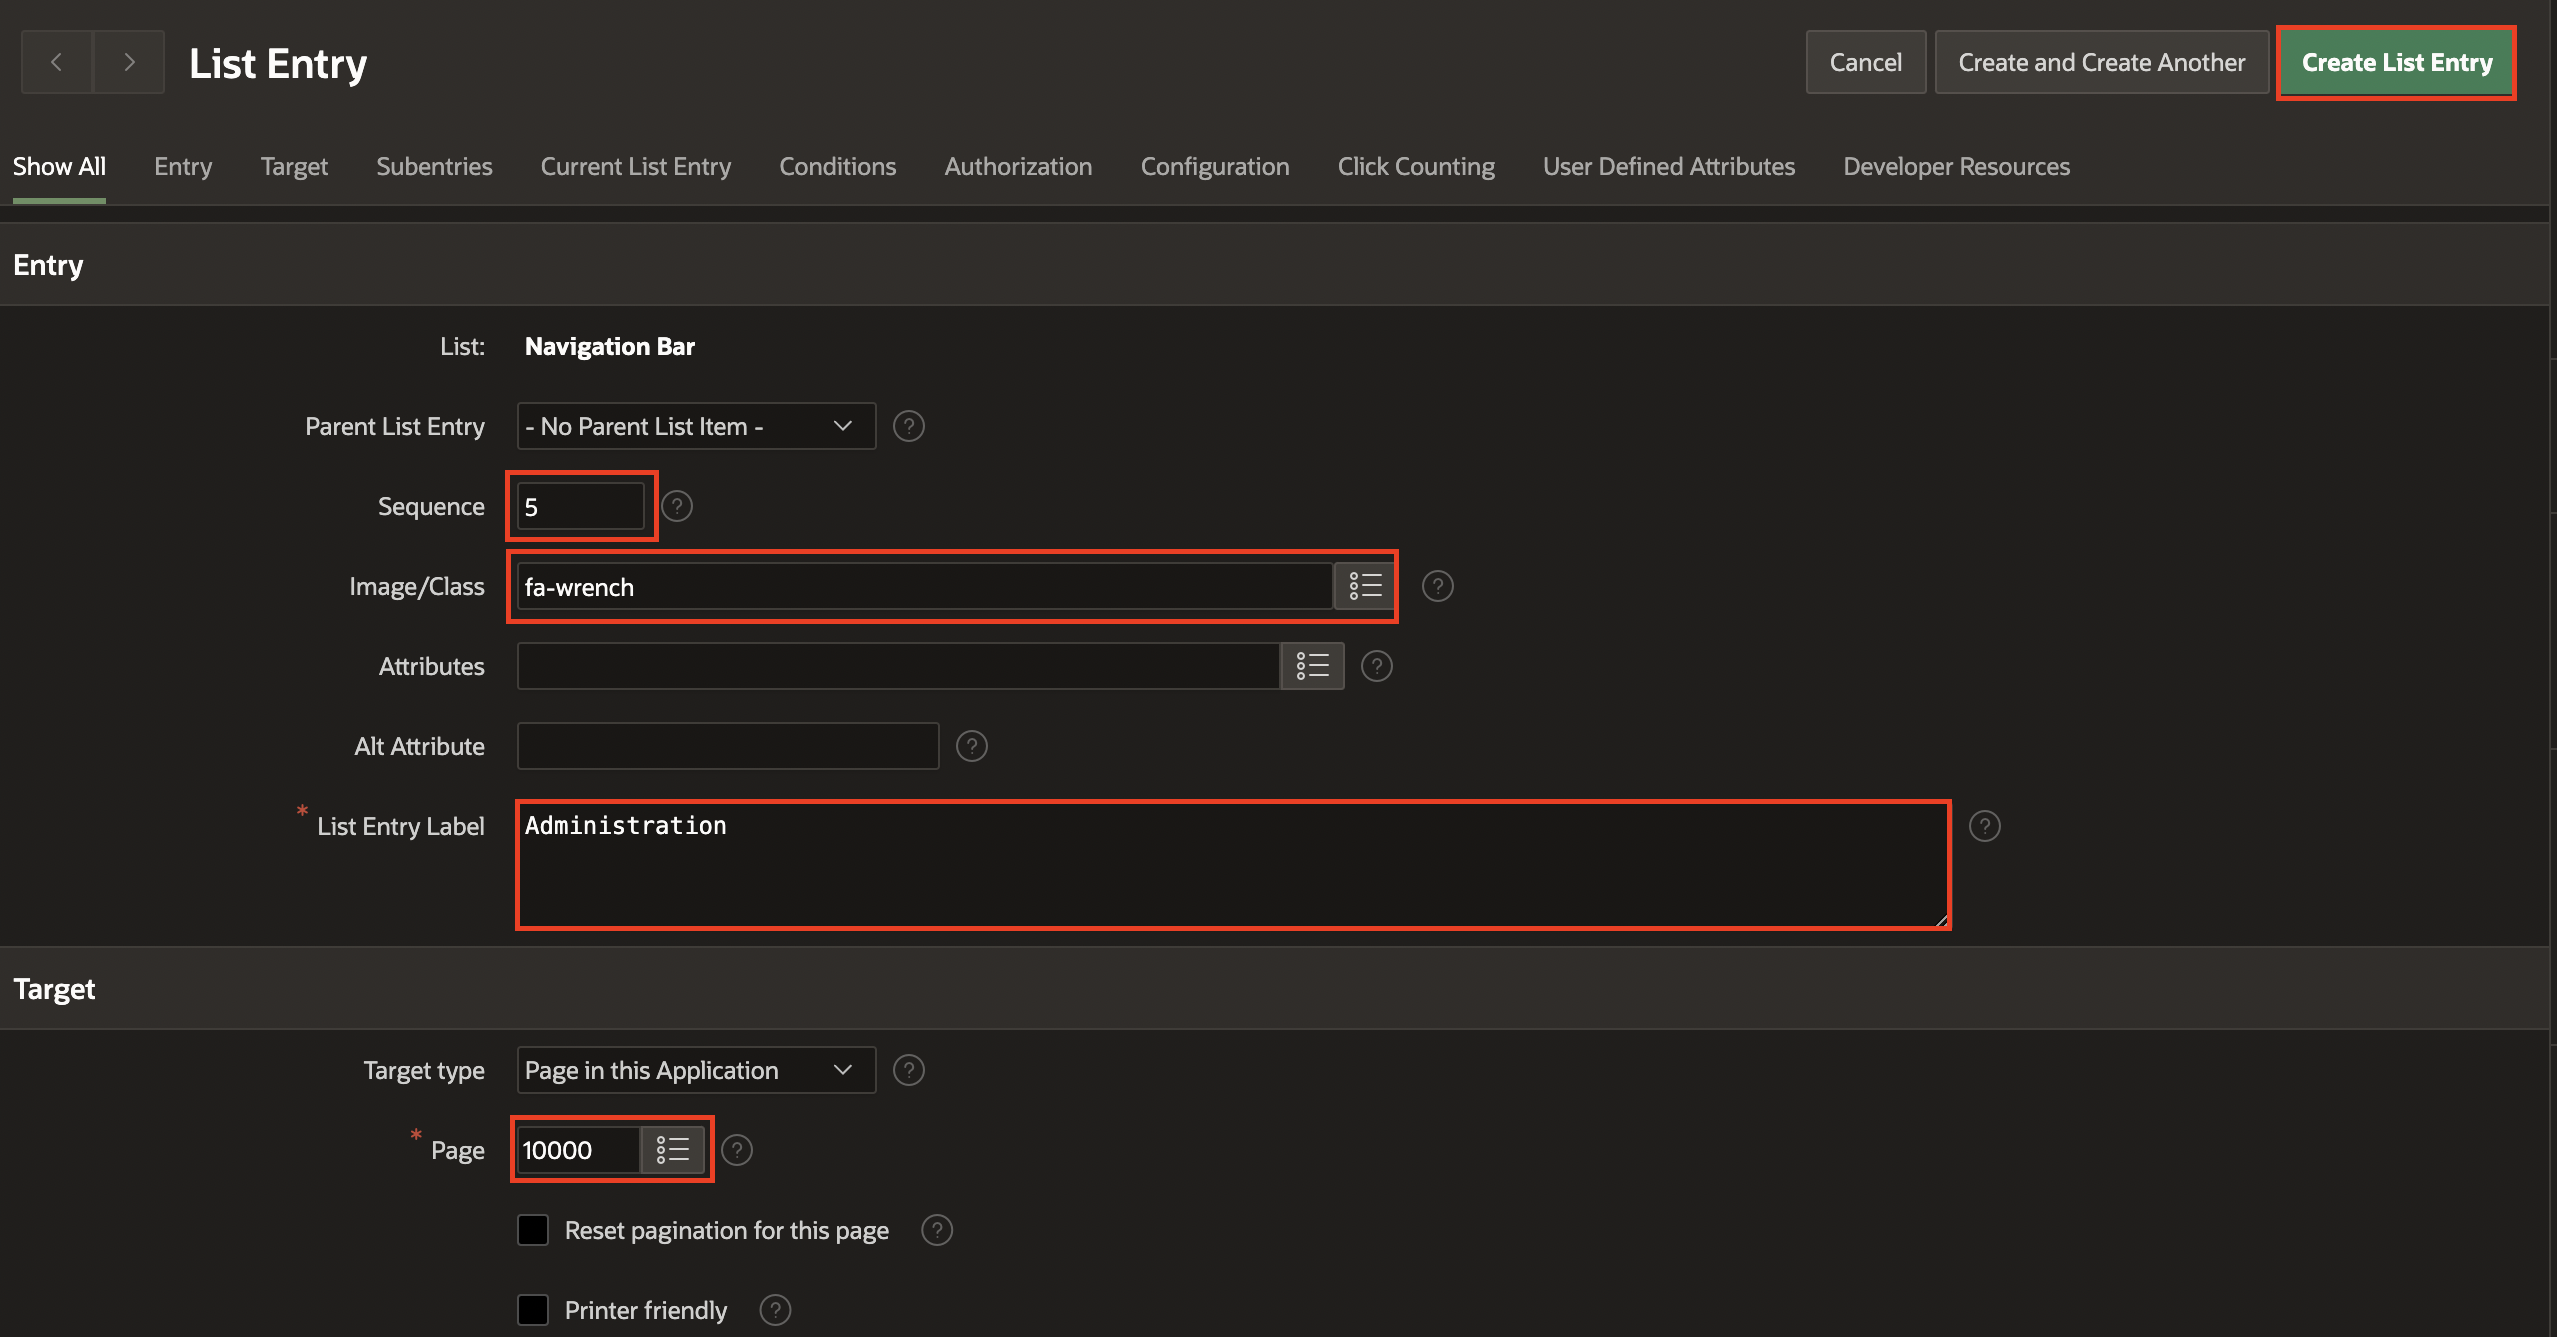 List Entry
Cancel
Create and Create Another
Create List Entry
Show All
Entry
Target
Subentries
Current List Entry
Conditions
Authorization
Configuration
Click Counting
User Defined Attributes
Developer Resources
Entry
List: Navigation Bar
Parent List Entry - No Parent List Item - ?
Sequence 5 ?
Image/Class fa-wrench ?
Attributes ?
Alt Attribute ?
* List Entry Label Administration ?
Target
Target type Page in this Application ?
* Page 10000 ?
Reset pagination for this page ?
Printer friendly ?